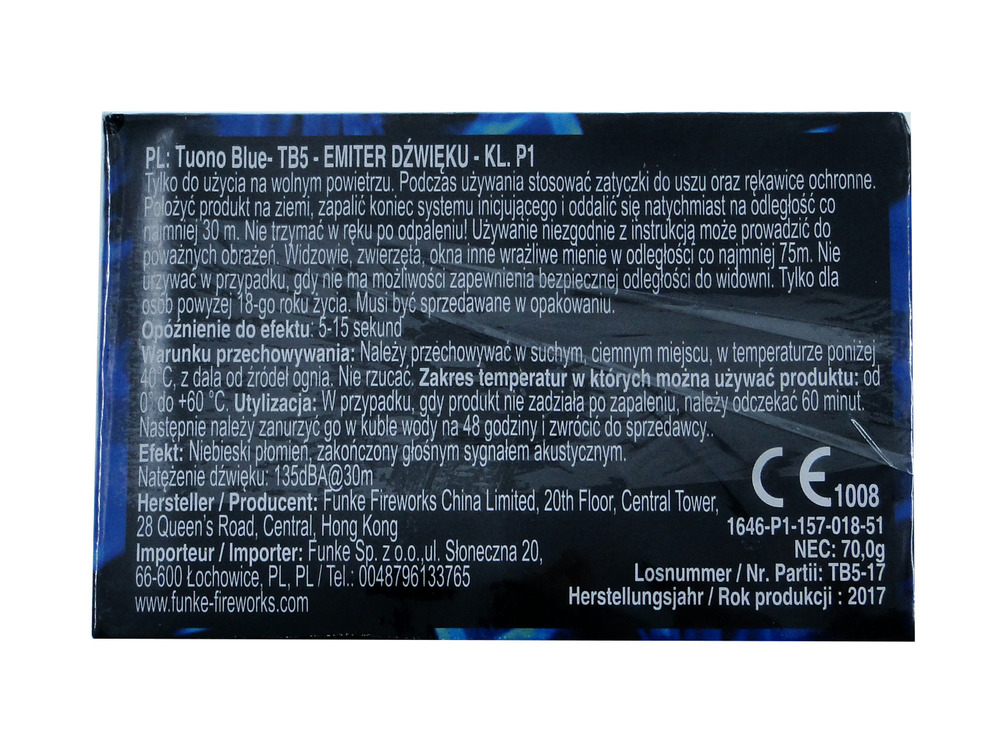 PL: Tuono Blue- TB5 - EMITER DŹWIĘKU - KL. P1
Tylko do użycia na wolnym powietrzu. Podczas używania stosować zatyczki do uszu oraz rękawice ochronne.
Położyć produkt na ziemi, zapalić koniec systemu inicjującego i oddalić się natychmiast na odległość co
najmniej 30 m. Nie trzymać w ręku po odpaleniu! Używanie niezgodnie z instrukcją może prowadzić do
poważnych obrażeń. Widzowie, zwierzęta, okna inne wrażliwe mienie w odległości co najmniej 75m. Nie
urzywać w przypadku, gdy nie ma możliwości zapewnienia bezpiecznej odległości do widowni. Tylko dla
osób powyżej 18-go roku życia. Musi być sprzedawane w opakowaniu.
Opóźnienie do efektu: 5-15 sekund
Warunku przechowywania: Należy przechowywać w suchym, ciemnym miejscu, w temperaturze poniżej
40°C, z dala od źródeł ognia. Nie rzucać. Zakres temperatur w których można używać produktu: od
0° do +60 °C. Utylizacja: W przypadku, gdy produkt nie zadziała po zapaleniu, należy odczekać 60 minut.
Następnie należy zanurzyć go w kuble wody na 48 godziny i zwrócić do sprzedawcy..
Efekt: Niebieski płomien, zakończony głośnym sygnałem akustycznym.
Natężenie dźwięku: 135dBA@30m
Hersteller / Producent: Funke Fireworks China Limited, 20th Floor, Central Tower,
28 Queen's Road, Central, Hong Kong
Importeur / Importer: Funke Sp. z o.o.,ul. Słoneczna 20,
66-600 Łochowice, PL, PL / Tel.: 0048796133765
www.funke-fireworks.com
CE 1008
1646-P1-157-018-51
NEC: 70,0g
Losnummer / Nr. Partii: TB5-17
Herstellungsjahr / Rok produkcji : 2017